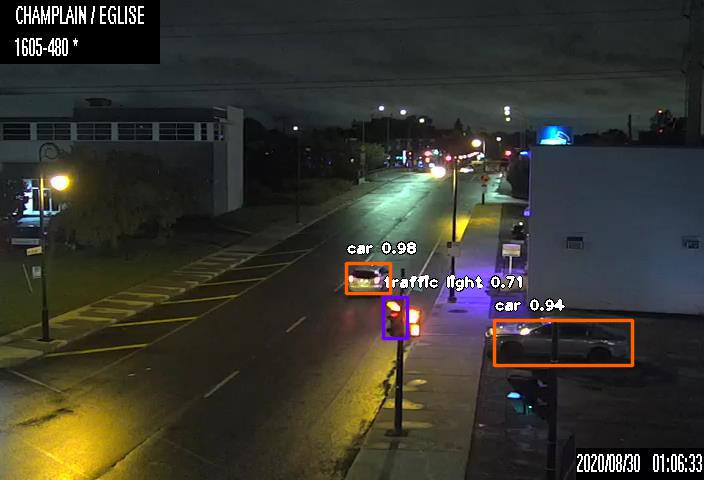 CHAMPLAIN / EGLISE
1605-480 *
car 0.98
traffic light 0.71
car 0.94
2020/08/30 01:06:33